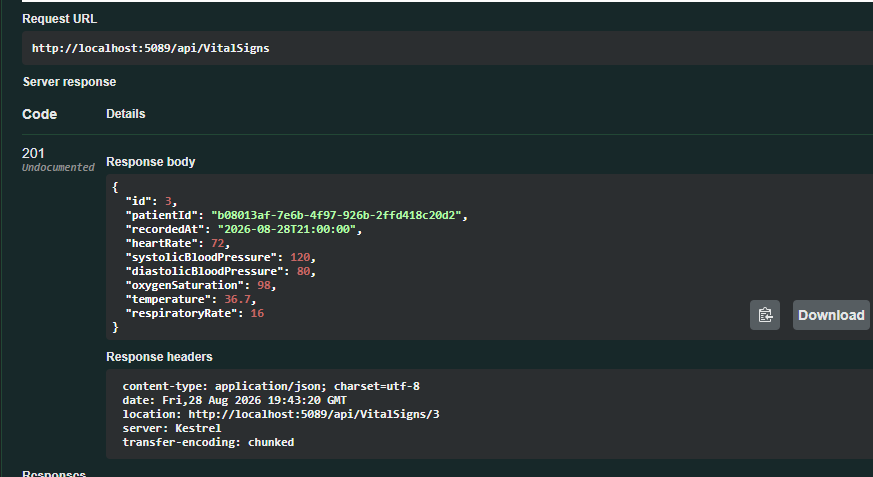 Request URL
http://localhost:5089/api/VitalSigns
Server response
Code Details
201
Undocumented
Response body
{
  "id": 3,
  "patientId": "b08013af-7e6b-4f97-926b-2ffd418c20d2",
  "recordedAt": "2026-08-28T21:00:00",
  "heartRate": 72,
  "systolicBloodPressure": 120,
  "diastolicBloodPressure": 80,
  "oxygenSaturation": 98,
  "temperature": 36.7,
  "respiratoryRate": 16
}
Download
Response headers
content-type: application/json; charset=utf-8
date: Fri,28 Aug 2026 19:43:20 GMT
location: http://localhost:5089/api/VitalSigns/3
server: Kestrel
transfer-encoding: chunked
Responses